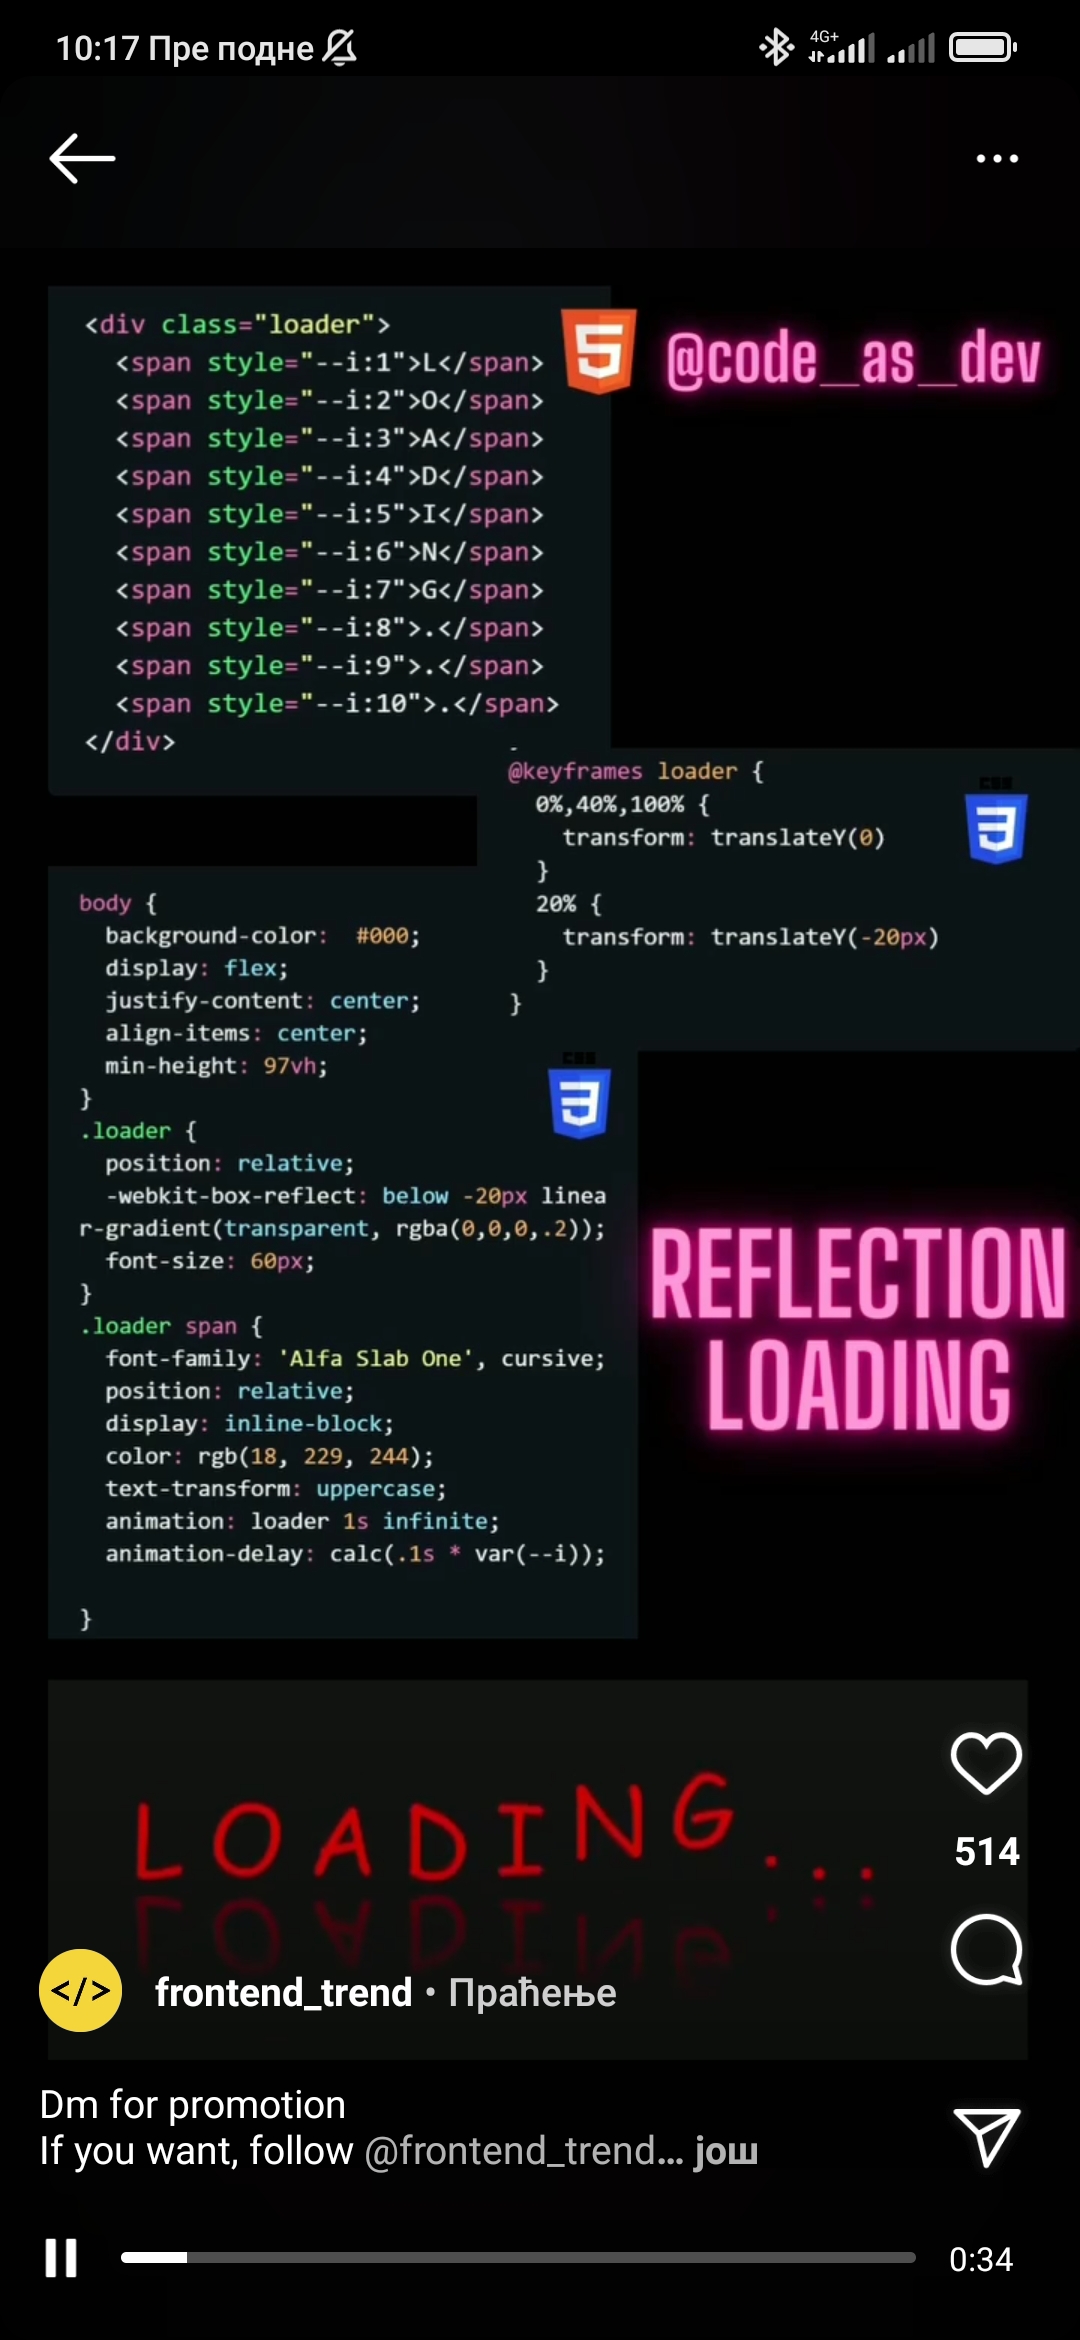 10:17 Пре подне
4G+
<div class="loader">
<span style="--i:1">L</span>
<span style="--i:2">O</span>
<span style="--i:3">A</span>
<span style="--i:4">D</span>
<span style="--i:5">I</span>
<span style="--i:6">N</span>
<span style="--i:7">G</span>
<span style="--i:8">.</span>
<span style="--i:9">.</span>
<span style="--i:10">.</span>
</div>
@code_as_dev
@keyframes loader {
0%,40%,100% {
transform: translateY(0)
}
20% {
transform: translateY(-20px)
}
}
CSS
body {
background-color:  #000;
display: flex;
justify-content: center;
align-items: center;
min-height: 97vh;
}
.loader {
position: relative;
-webkit-box-reflect: below -20px linea
r-gradient(transparent, rgba(0,0,0,.2));
font-size: 60px;
}
.loader span {
font-family: 'Alfa Slab One', cursive;
position: relative;
display: inline-block;
color: rgb(18, 229, 244);
text-transform: uppercase;
animation: loader 1s infinite;
animation-delay: calc(.1s * var(--i));
}
CSS
REFLECTION
LOADING
LOADING...
514
</> frontend_trend • Праћење
Dm for promotion
If you want, follow @frontend_trend... још
0:34